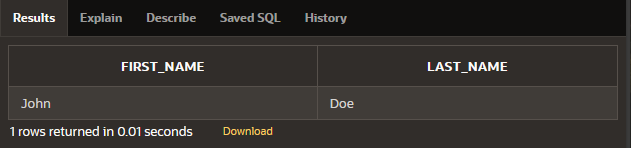 Results Explain Describe Saved SQL History
FIRST_NAME LAST_NAME
John Doe
1 rows returned in 0.01 seconds Download